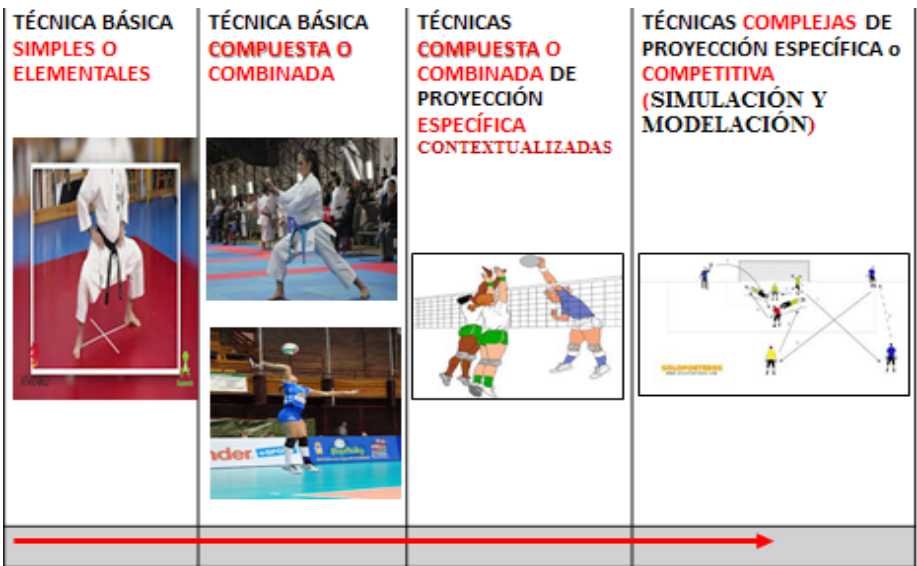 TÉCNICA BÁSICA
SIMPLES O
ELEMENTALES
TÉCNICA BÁSICA
COMPUESTA O
COMBINADA
TÉCNICAS
COMPUESTA O
COMBINADA DE
PROYECCIÓN
ESPECÍFICA
CONTEXTUALIZADAS
TÉCNICAS COMPLEJAS DE
PROYECCIÓN ESPECÍFICA o
COMPETITIVA
(SIMULACIÓN Y
MODELACIÓN)
SOLOPORTEROS